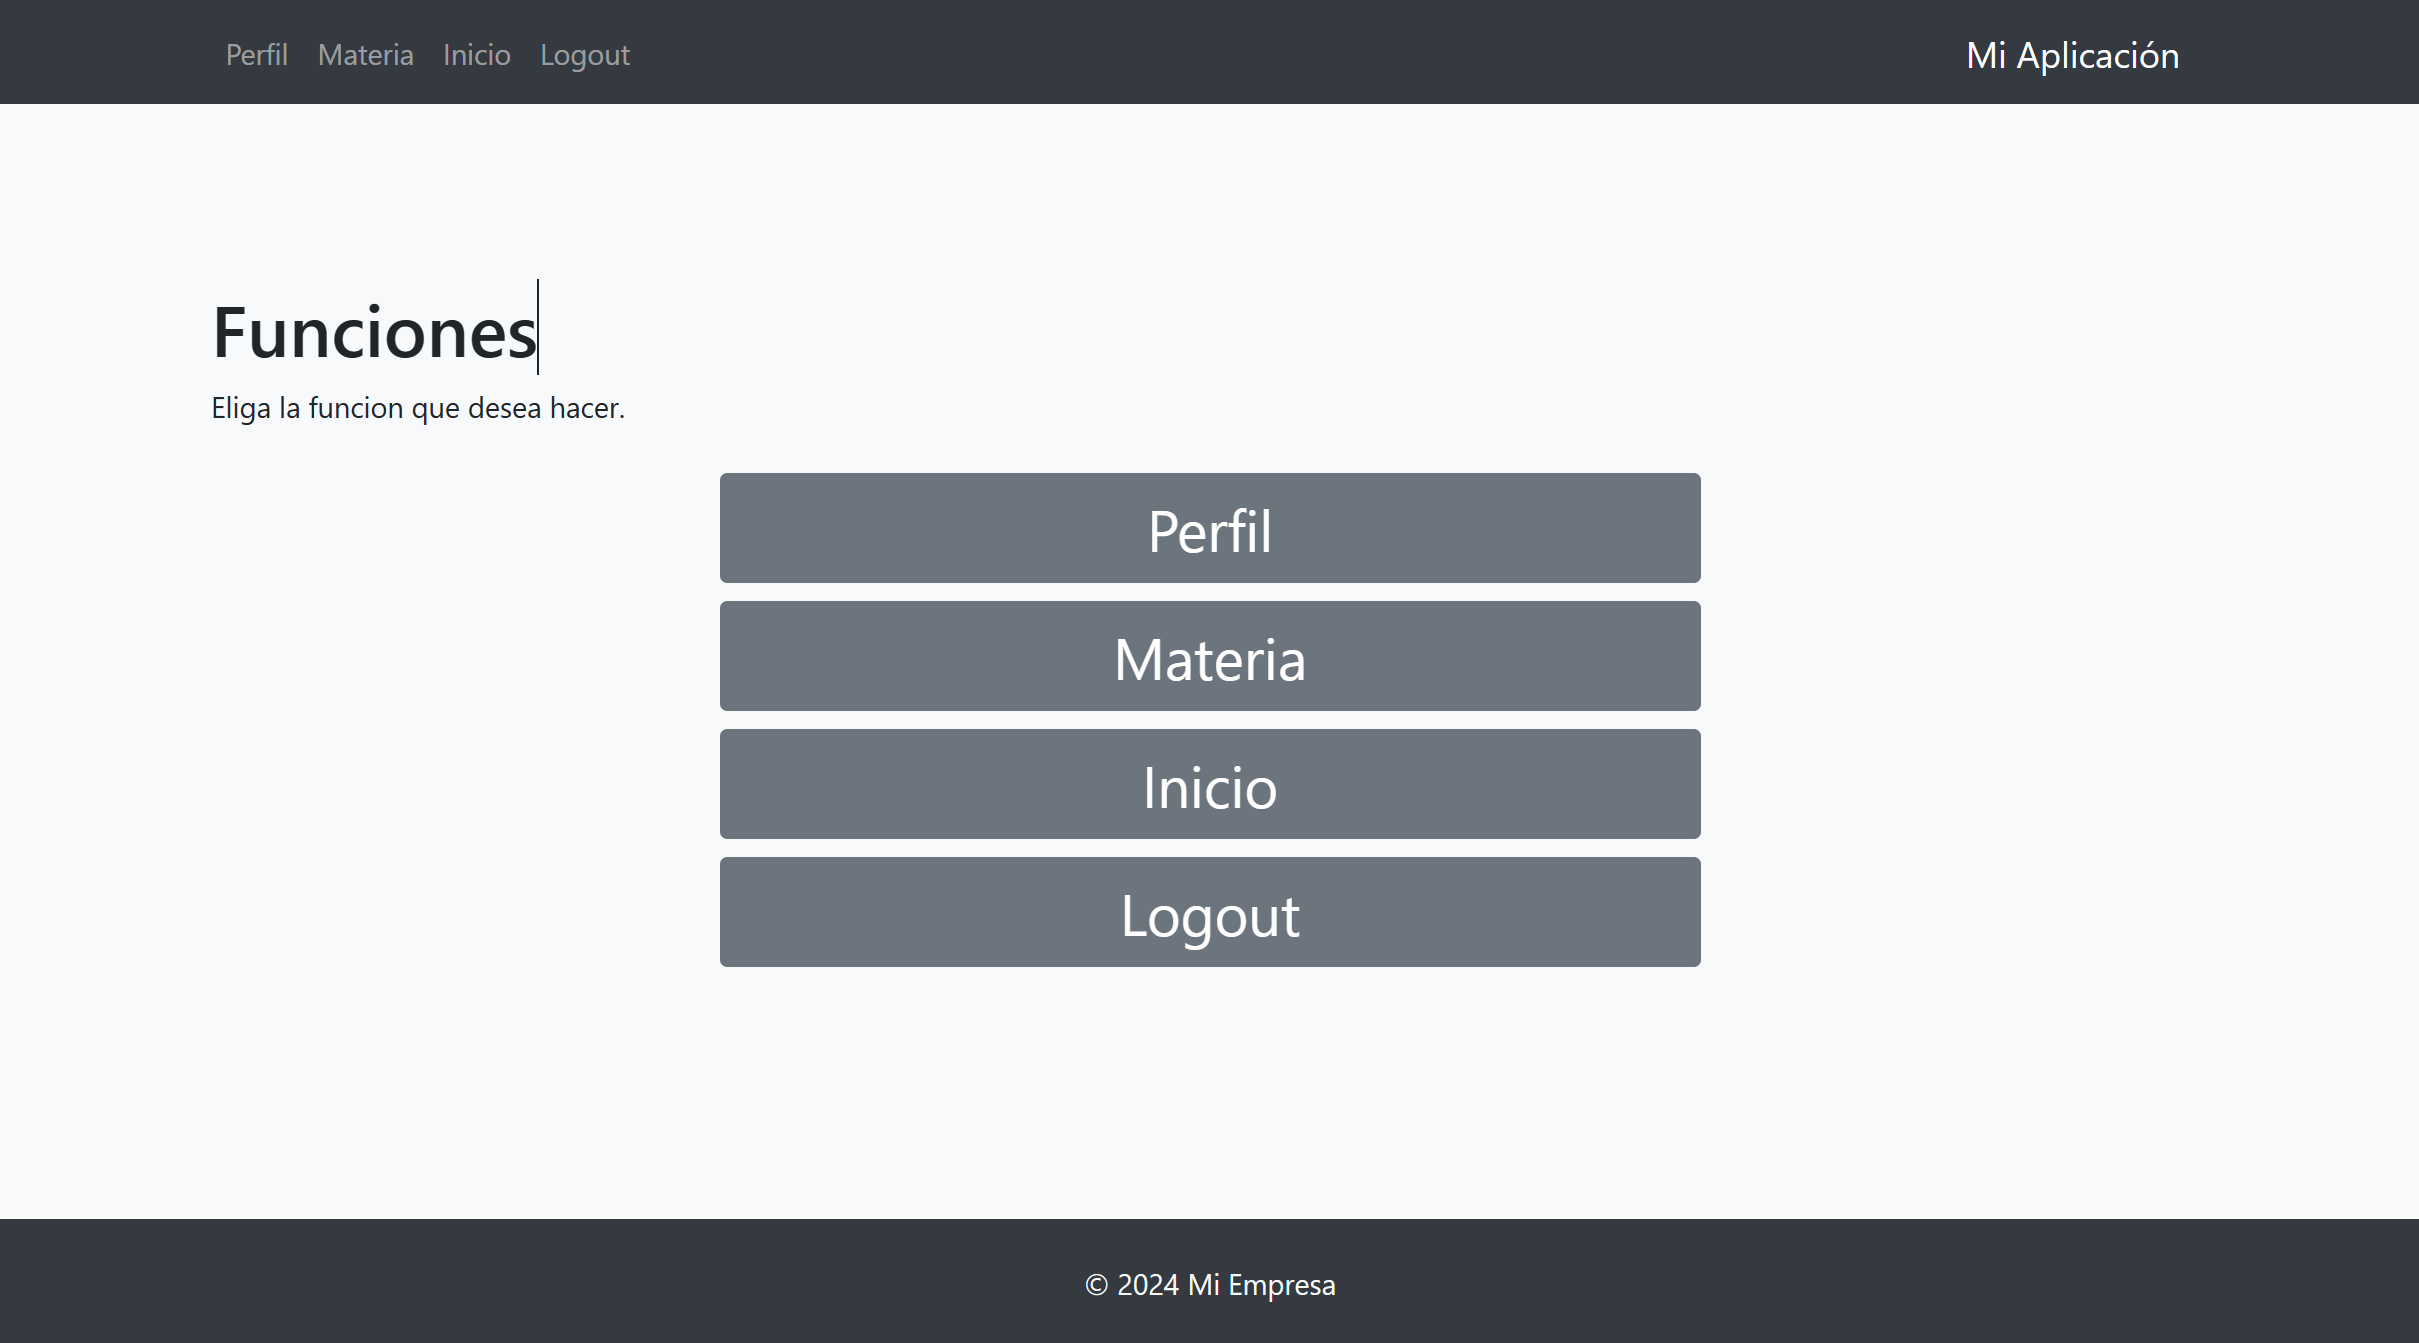 Perfil Materia Inicio Logout Mi Aplicación
Funciones
Eliga la funcion que desea hacer.
Perfil
Materia
Inicio
Logout
© 2024 Mi Empresa